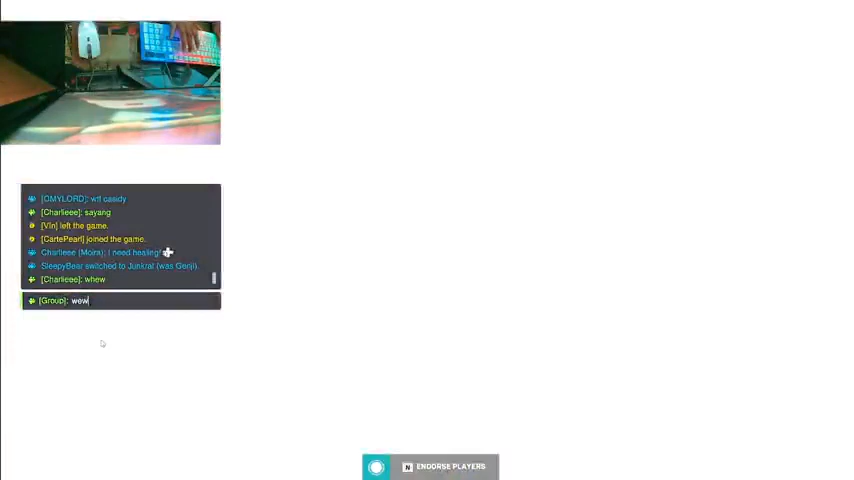 [OMYLORD]: wtf candy
[Charlieee]: sayang
[VIn] left the game.
[CartePearl] joined the game.
Charlieee (Moira): I need healing!
SleepyBear switched to Junkrat (was Genji).
[Charlieee]: whew
[Group]: wew
N ENDORSE PLAYERS